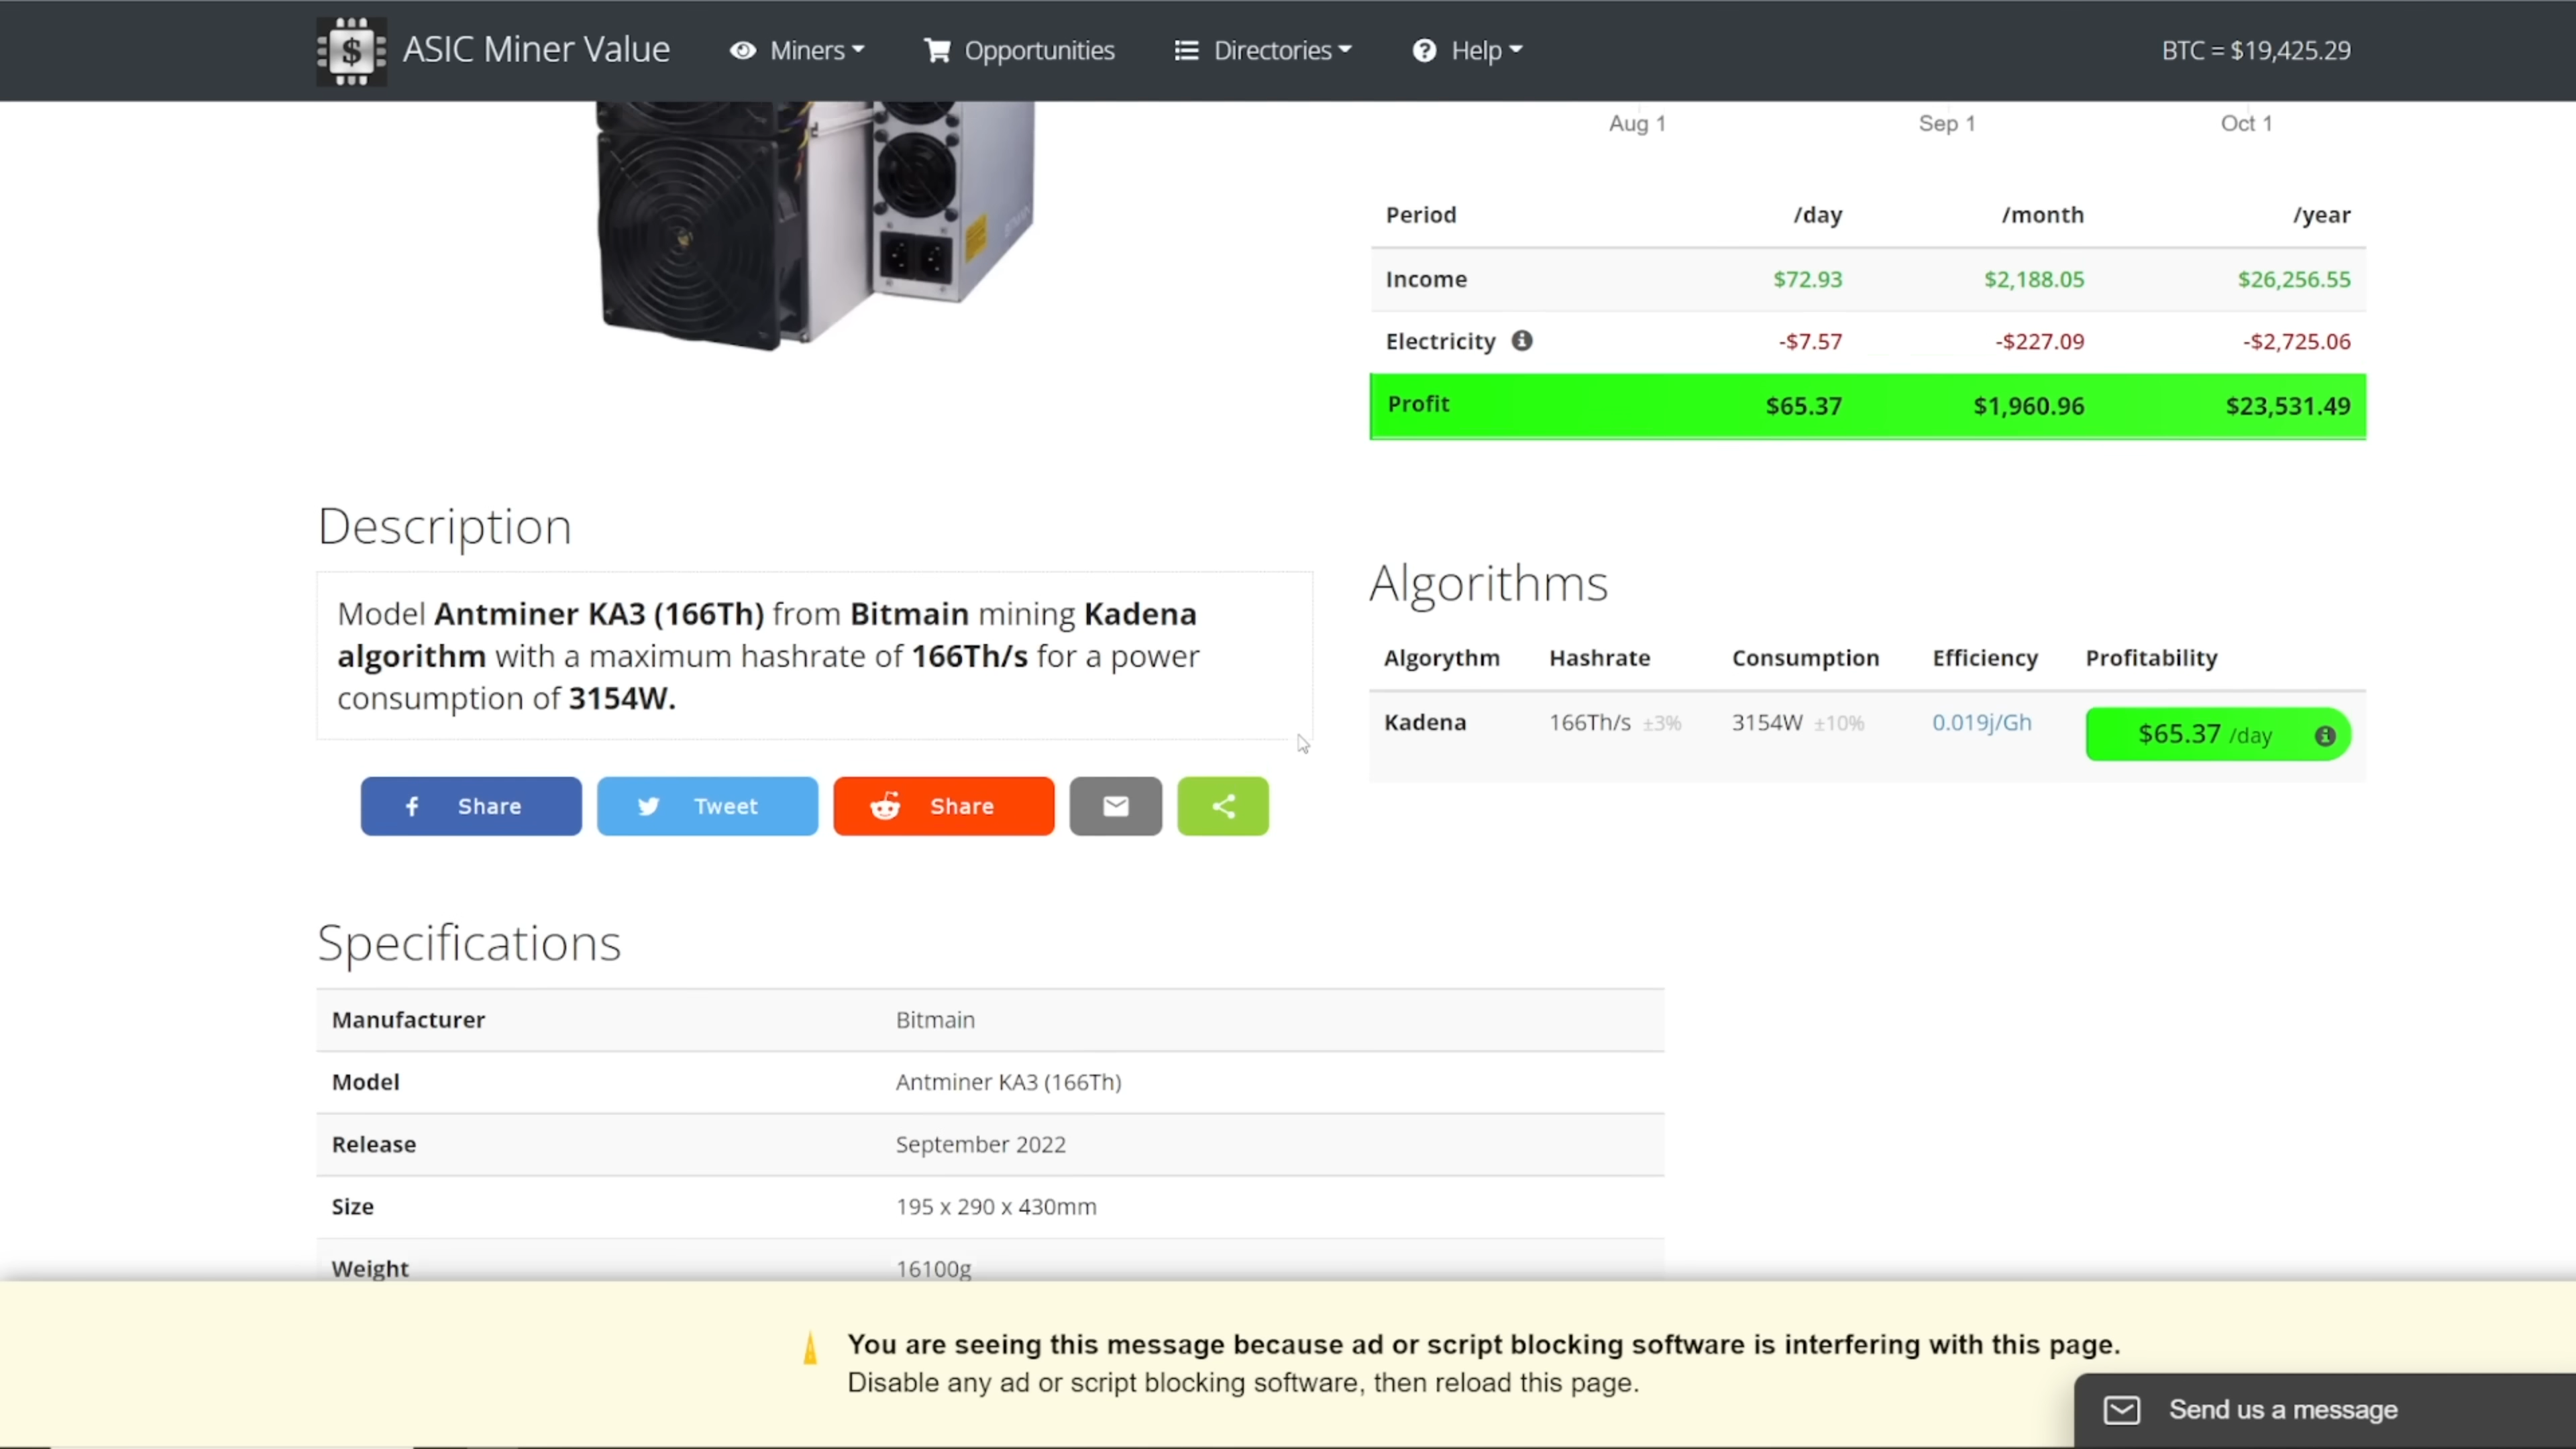 ASIC Miner Value Miners Opportunities Directories Help BTC = $19,425.29
Aug 1 Sep 1 Oct 1
Period /day /month /year
Income $72.93 $2,188.05 $26,256.55
Electricity -$7.57 -$227.09 -$2,725.06
Profit $65.37 $1,960.96 $23,531.49
Description
Model Antminer KA3 (166Th) from Bitmain mining Kadena
algorithm with a maximum hashrate of 166Th/s for a power
consumption of 3154W.
Share Tweet Share
Algorithms
Algorythm Hashrate Consumption Efficiency Profitability
Kadena 166Th/s ±3% 3154W ±10% 0.019j/Gh $65.37 /day
Specifications
Manufacturer Bitmain
Model Antminer KA3 (166Th)
Release September 2022
Size 195 x 290 x 430mm
Weight 16100g
You are seeing this message because ad or script blocking software is interfering with this page.
Disable any ad or script blocking software, then reload this page.
Send us a message